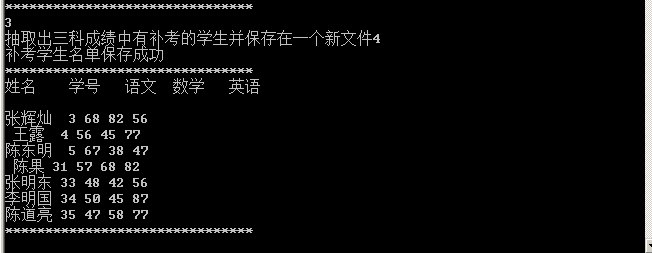 *******************************
3
抽取出三科成绩中有补考的学生并保存在一个新文件4
补考学生名单保存成功
*******************************
姓名    学号   语文  数学   英语
张辉灿  3 68 82 56
王露  4 56 45 77
陈东明  5 67 38 47
陈果 31 57 68 82
张明东 33 48 42 56
李明国 34 50 45 87
陈道亮 35 47 58 77
*******************************